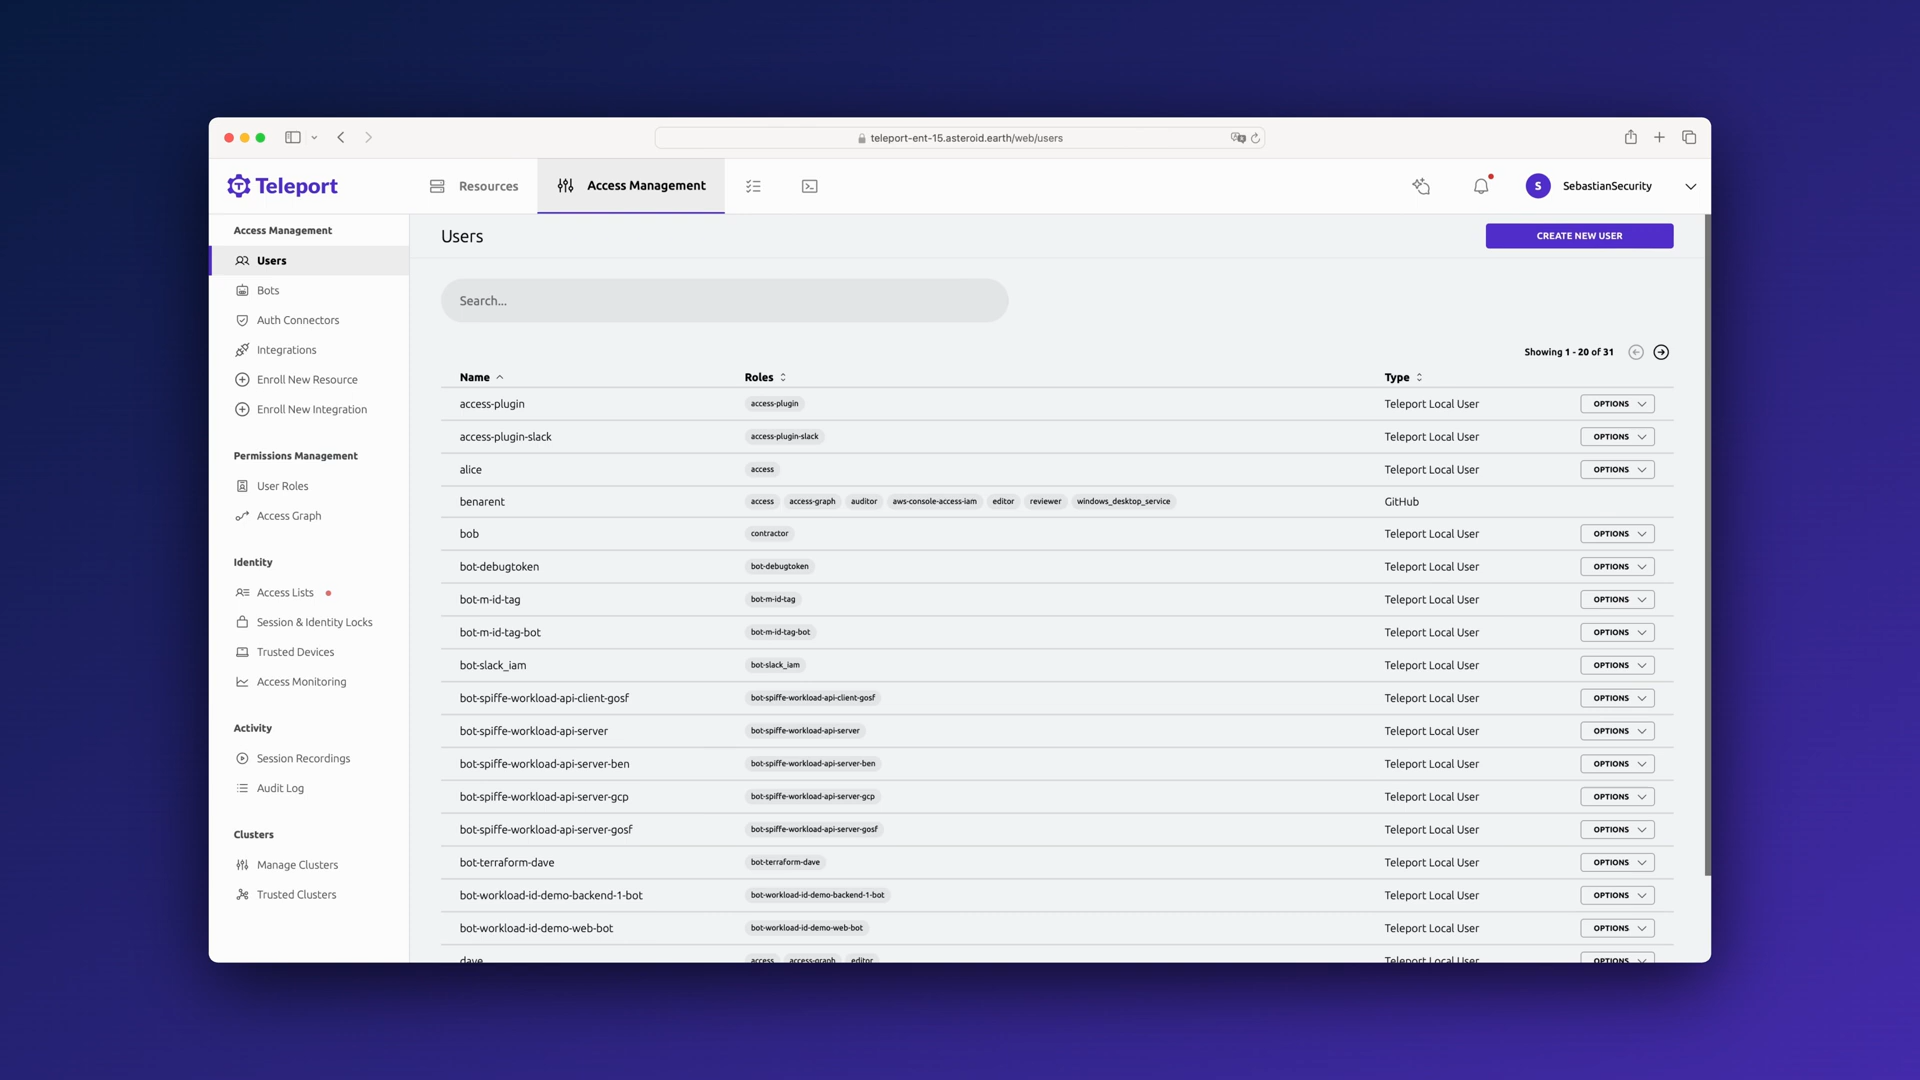 teleport-ent-15.asteroid.earth/web/users
Teleport
Resources
Access Management
S
SebastianSecurity
Access Management
Users
Bots
Auth Connectors
Integrations
Enroll New Resource
Enroll New Integration
Permissions Management
User Roles
Access Graph
Identity
Access Lists
Session & Identity Locks
Trusted Devices
Access Monitoring
Activity
Session Recordings
Audit Log
Clusters
Manage Clusters
Trusted Clusters
Users
CREATE NEW USER
Search...
Showing 1 - 20 of 31
Name Roles Type
access-plugin access-plugin Teleport Local User OPTIONS
access-plugin-slack access-plugin-slack Teleport Local User OPTIONS
alice access Teleport Local User OPTIONS
benarent access access-graph auditor aws-console-access-iam editor reviewer windows_desktop_service GitHub
bob contractor Teleport Local User OPTIONS
bot-debugtoken bot-debugtoken Teleport Local User OPTIONS
bot-m-id-tag bot-m-id-tag Teleport Local User OPTIONS
bot-m-id-tag-bot bot-m-id-tag-bot Teleport Local User OPTIONS
bot-slack_iam bot-slack_iam Teleport Local User OPTIONS
bot-spiffe-workload-api-client-gosf bot-spiffe-workload-api-client-gosf Teleport Local User OPTIONS
bot-spiffe-workload-api-server bot-spiffe-workload-api-server Teleport Local User OPTIONS
bot-spiffe-workload-api-server-ben bot-spiffe-workload-api-server-ben Teleport Local User OPTIONS
bot-spiffe-workload-api-server-gcp bot-spiffe-workload-api-server-gcp Teleport Local User OPTIONS
bot-spiffe-workload-api-server-gosf bot-spiffe-workload-api-server-gosf Teleport Local User OPTIONS
bot-terraform-dave bot-terraform-dave Teleport Local User OPTIONS
bot-workload-id-demo-backend-1-bot bot-workload-id-demo-backend-1-bot Teleport Local User OPTIONS
bot-workload-id-demo-web-bot bot-workload-id-demo-web-bot Teleport Local User OPTIONS
dave access access-graph editor Teleport Local User OPTIONS